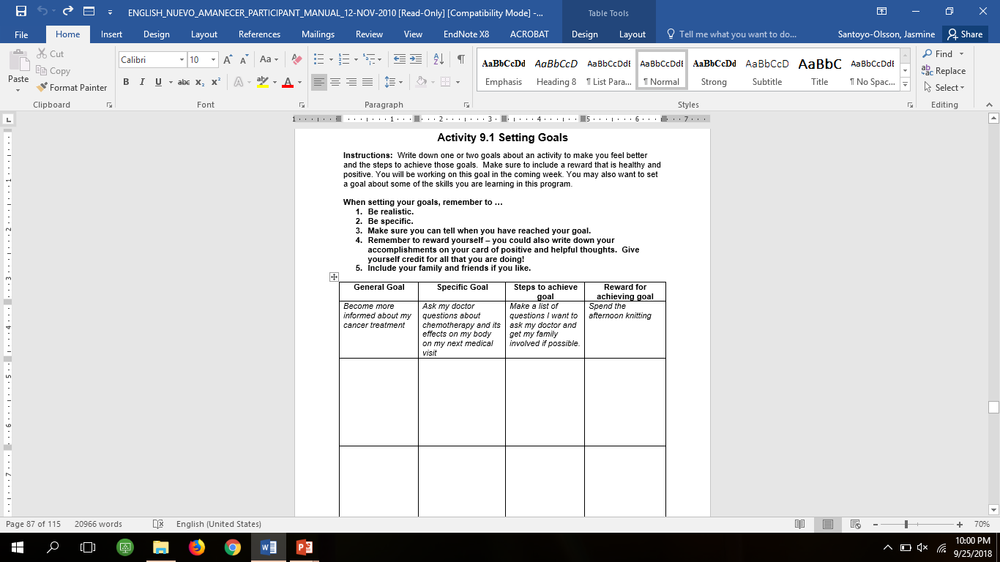 ENGLISH_NUEVO_AMANECER_PARTICIPANT_MANUAL_12-NOV-2010 [Read-Only] [Compatibility Mode] -...
Table Tools
File Home Insert Design Layout References Mailings Review View EndNote X8 ACROBAT Design Layout Tell me what you want to do... Santoyo-Olsson, Jasmine Share
Paste
Cut
Copy
Format Painter
Clipboard
Calibri 10
Font
Paragraph
AaBbCcDd AaBbCcD AaBbCcDdE AaBbCcDdE AaBbCcDd AaBbCcD AaBbC AaBbCcDdE
Emphasis Heading 8 ¶ List Para... ¶ Normal Strong Subtitle Title ¶ No Spac...
Styles
Find
Replace
Select
Editing
1 1 2 3 4 5 6 7
Activity 9.1 Setting Goals
Instructions: Write down one or two goals about an activity to make you feel better
and the steps to achieve those goals. Make sure to include a reward that is healthy and
positive. You will be working on this goal in the coming week. You may also want to set
a goal about some of the skills you are learning in this program.
When setting your goals, remember to …
1. Be realistic.
2. Be specific.
3. Make sure you can tell when you have reached your goal.
4. Remember to reward yourself – you could also write down your
accomplishments on your card of positive and helpful thoughts. Give
yourself credit for all that you are doing!
5. Include your family and friends if you like.
General Goal
Specific Goal
Steps to achieve
goal
Reward for
achieving goal
Become more
informed about my
cancer treatment
Ask my doctor
questions about
chemotherapy and its
effects on my body
on my next medical
visit
Make a list of
questions I want to
ask my doctor and
get my family
involved if possible.
Spend the
afternoon knitting
Page 87 of 115 20966 words English (United States) 70%
10:00 PM
9/25/2018